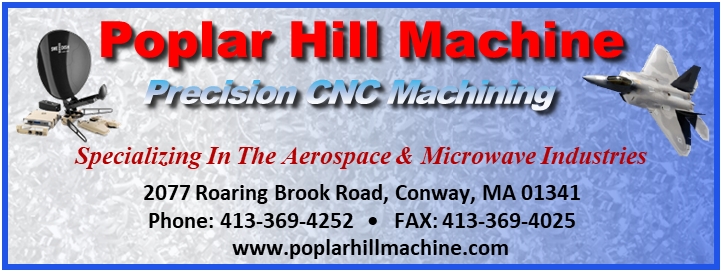 Poplar Hill Machine
Precision CNC Machining
Specializing In The Aerospace & Microwave Industries
2077 Roaring Brook Road, Conway, MA 01341
Phone: 413-369-4252 • FAX: 413-369-4025
www.poplarhillmachine.com